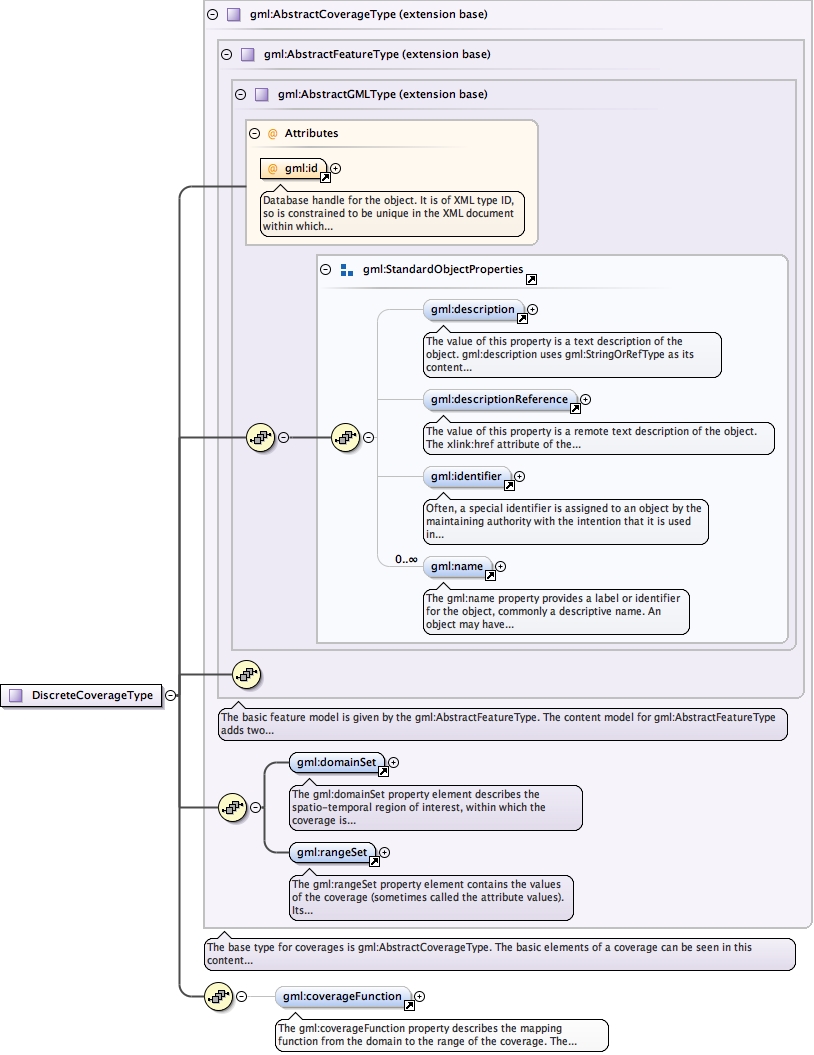 gml:AbstractCoverageType (extension base)
gml:AbstractFeatureType (extension base)
gml:AbstractGMLType (extension base)
@ Attributes
@ gml:id
Database handle for the object. It is of XML type ID,
so is constrained to be unique in the XML document
within which...
gml:StandardObjectProperties
gml:description
The value of this property is a text description of the
object. gml:description uses gml:StringOrRefType as its
content...
gml:descriptionReference
The value of this property is a remote text description of the object.
The xlink:href attribute of the...
gml:identifier
Often, a special identifier is assigned to an object by the
maintaining authority with the intention that it is used
in...
0..∞
gml:name
The gml:name property provides a label or identifier
for the object, commonly a descriptive name. An
object may have...
DiscreteCoverageType
The basic feature model is given by the gml:AbstractFeatureType. The content model for gml:AbstractFeatureType
adds two...
gml:domainSet
The gml:domainSet property element describes the
spatio-temporal region of interest, within which the
coverage is...
gml:rangeSet
The gml:rangeSet property element contains the values
of the coverage (sometimes called the attribute values).
Its...
The base type for coverages is gml:AbstractCoverageType. The basic elements of a coverage can be seen in this
content...
gml:coverageFunction
The gml:coverageFunction property describes the mapping
function from the domain to the range of the coverage. The...